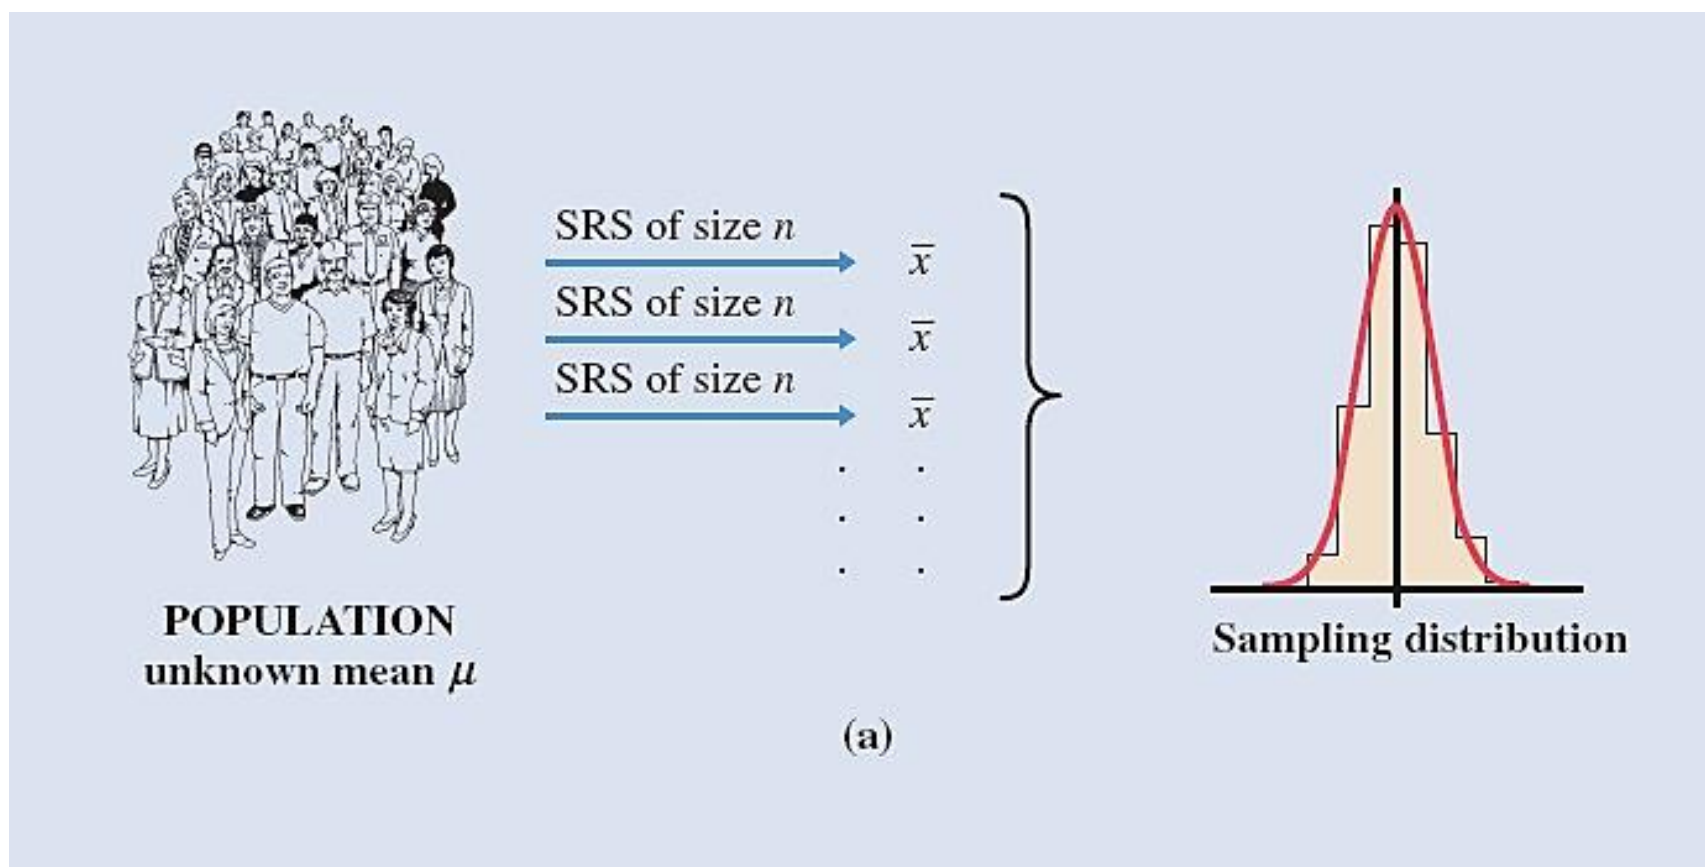 SRS of size n
x̄
SRS of size n
x̄
SRS of size n
x̄
POPULATION
unknown mean μ
Sampling distribution
(a)